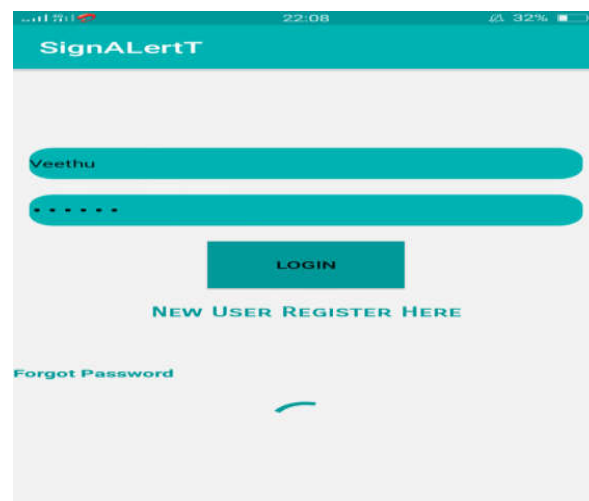 22:08 32%
SignALertT
Veethu
••••••
LOGIN
NEW USER REGISTER HERE
Forgot Password